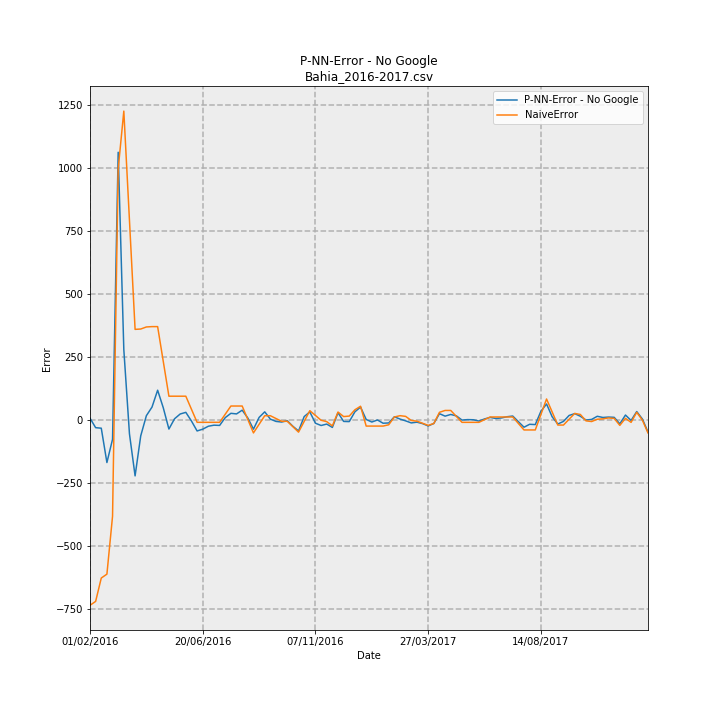 P-NN-Error - No Google
Bahia_2016-2017.csv
P-NN-Error - No Google
NaiveError
1250
1000
750
500
250
0
−250
−500
−750
Error
01/02/2016 20/06/2016 07/11/2016 27/03/2017 14/08/2017
Date